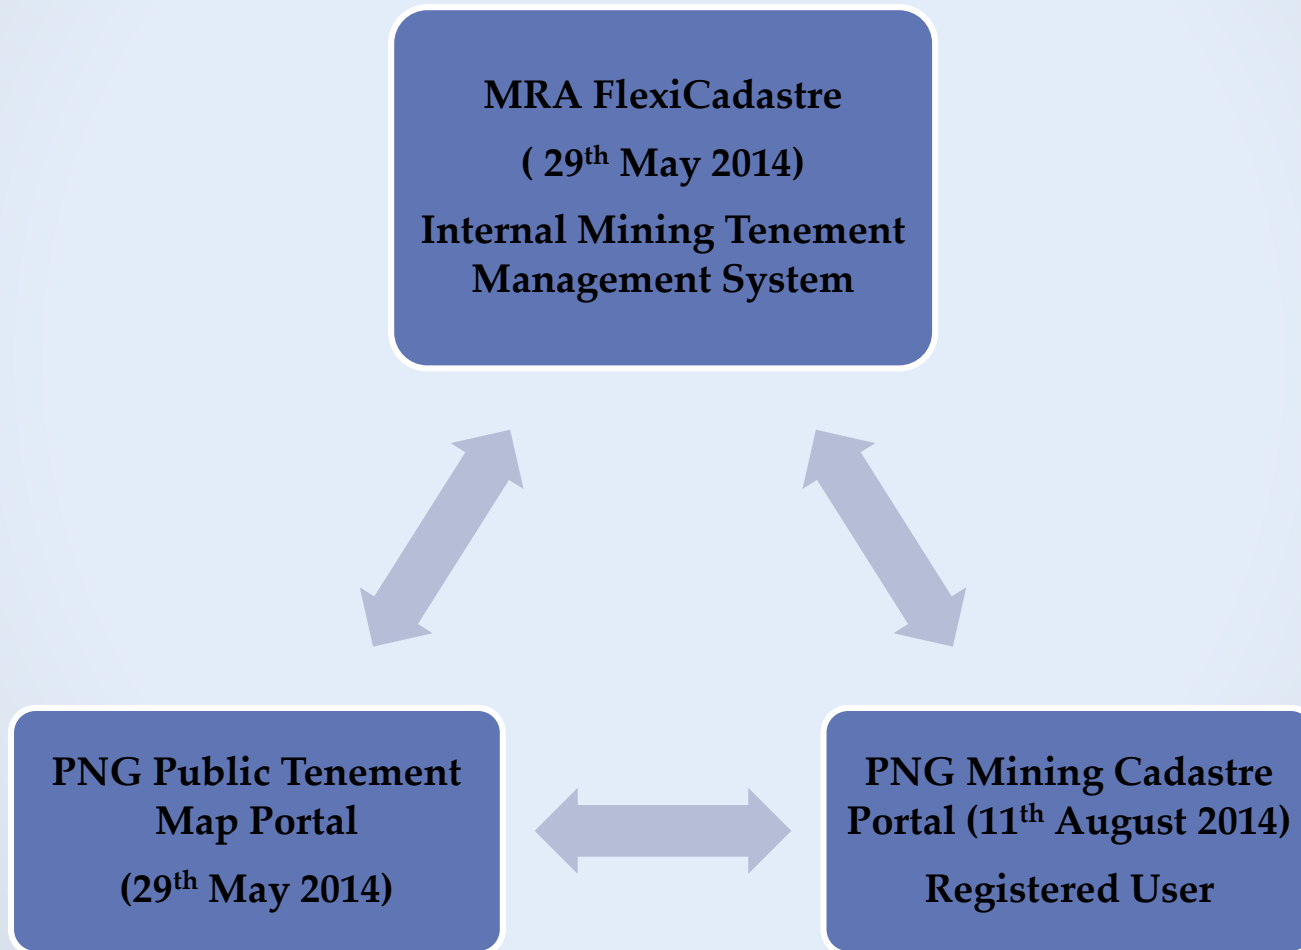 MRA FlexiCadastre
( 29th May 2014)
Internal Mining Tenement
Management System
PNG Public Tenement
Map Portal
(29th May 2014)
PNG Mining Cadastre
Portal (11th August 2014)
Registered User